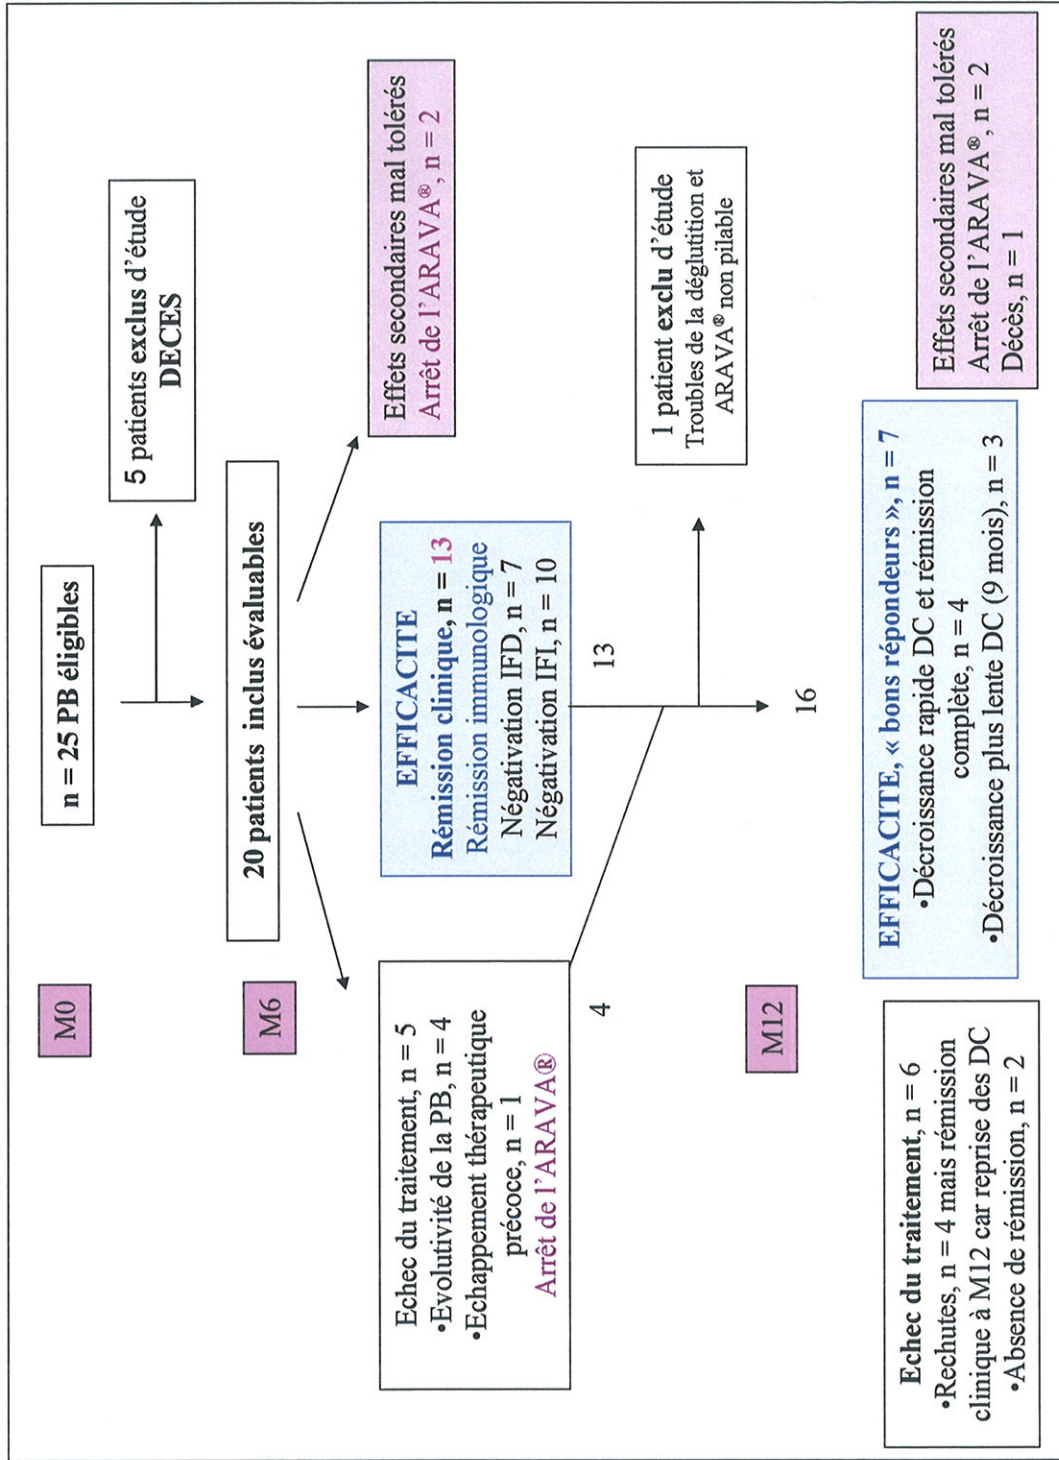 M0
n = 25 PB éligibles
5 patients exclus d'étude
DECES
M6
20 patients inclus évaluables
Echec du traitement, n = 5
•Evolutivité de la PB, n = 4
•Echappement thérapeutique
précoce, n = 1
Arrêt de l'ARAVA®
EFFICACITE
Rémission clinique, n = 13
Rémission immunologique
Négativation IFD, n = 7
Négativation IFI, n = 10
Effets secondaires mal tolérés
Arrêt de l'ARAVA®, n = 2
4
13
1 patient exclu d'étude
Troubles de la déglutition et
ARAVA® non pilable
M12
16
Echec du traitement, n = 6
•Rechutes, n = 4 mais rémission
clinique à M12 car reprise des DC
•Absence de rémission, n = 2
EFFICACITE, « bons répondeurs », n = 7
•Décroissance rapide DC et rémission
complète, n = 4
•Décroissance plus lente DC (9 mois), n = 3
Effets secondaires mal tolérés
Arrêt de l'ARAVA®, n = 2
Décès, n = 1